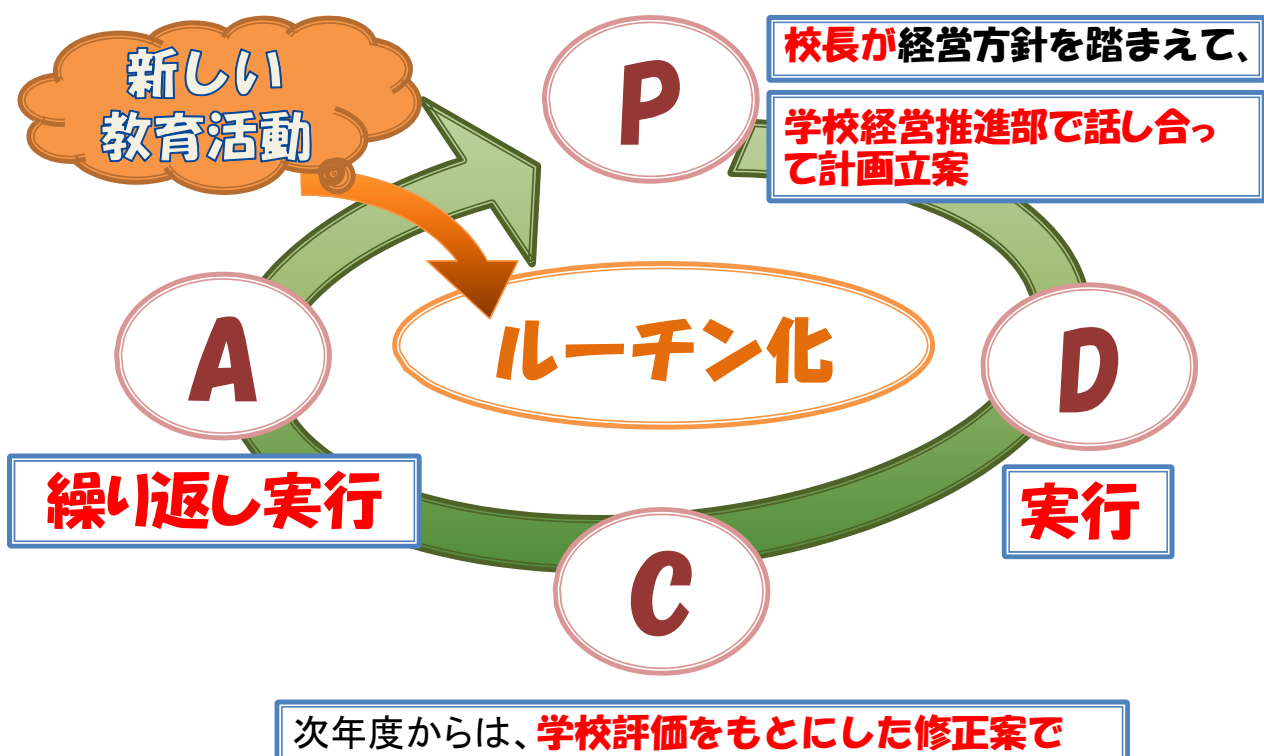 新しい
教育活動
P
校長が経営方針を踏まえて、
学校経営推進部で話し合っ
て計画立案
A
ルーチン化
D
繰り返し実行
実行
C
次年度からは、学校評価をもとにした修正案で